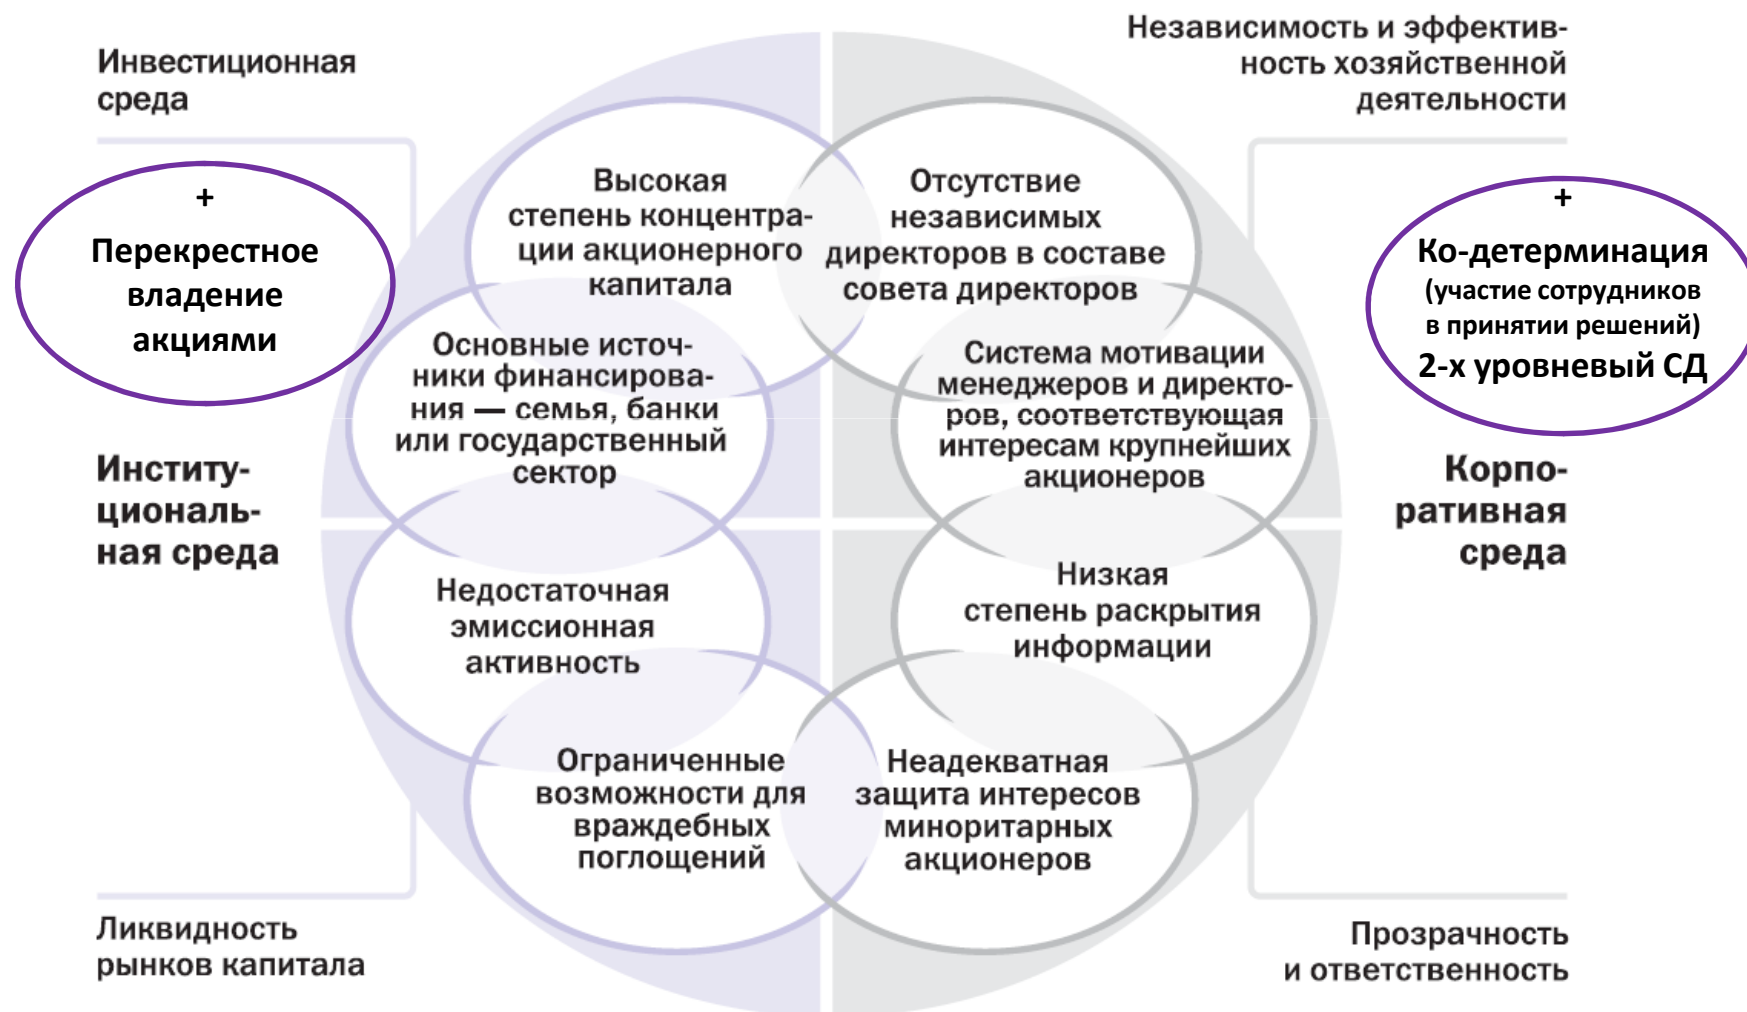 Инвестиционная
среда
Независимость и эффектив-
ность хозяйственной
деятельности
+
Перекрестное
владение
акциями
Высокая
степень концентра-
ции акционерного
капитала
Отсутствие
независимых
директоров в составе
совета директоров
+
Ко-детерминация
(участие сотрудников
в принятии решений)
2-х уровневый СД
Основные источ-
ники финансирова-
ния — семья, банки
или государственный
сектор
Система мотивации
менеджеров и директо-
ров, соответствующая
интересам крупнейших
акционеров
Институ-
циональ-
ная среда
Корпо-
ративная
среда
Недостаточная
эмиссионная
активность
Низкая
степень раскрытия
информации
Ограниченные
возможности для
враждебных
поглощений
Неадекватная
защита интересов
миноритарных
акционеров
Ликвидность
рынков капитала
Прозрачность
и ответственность